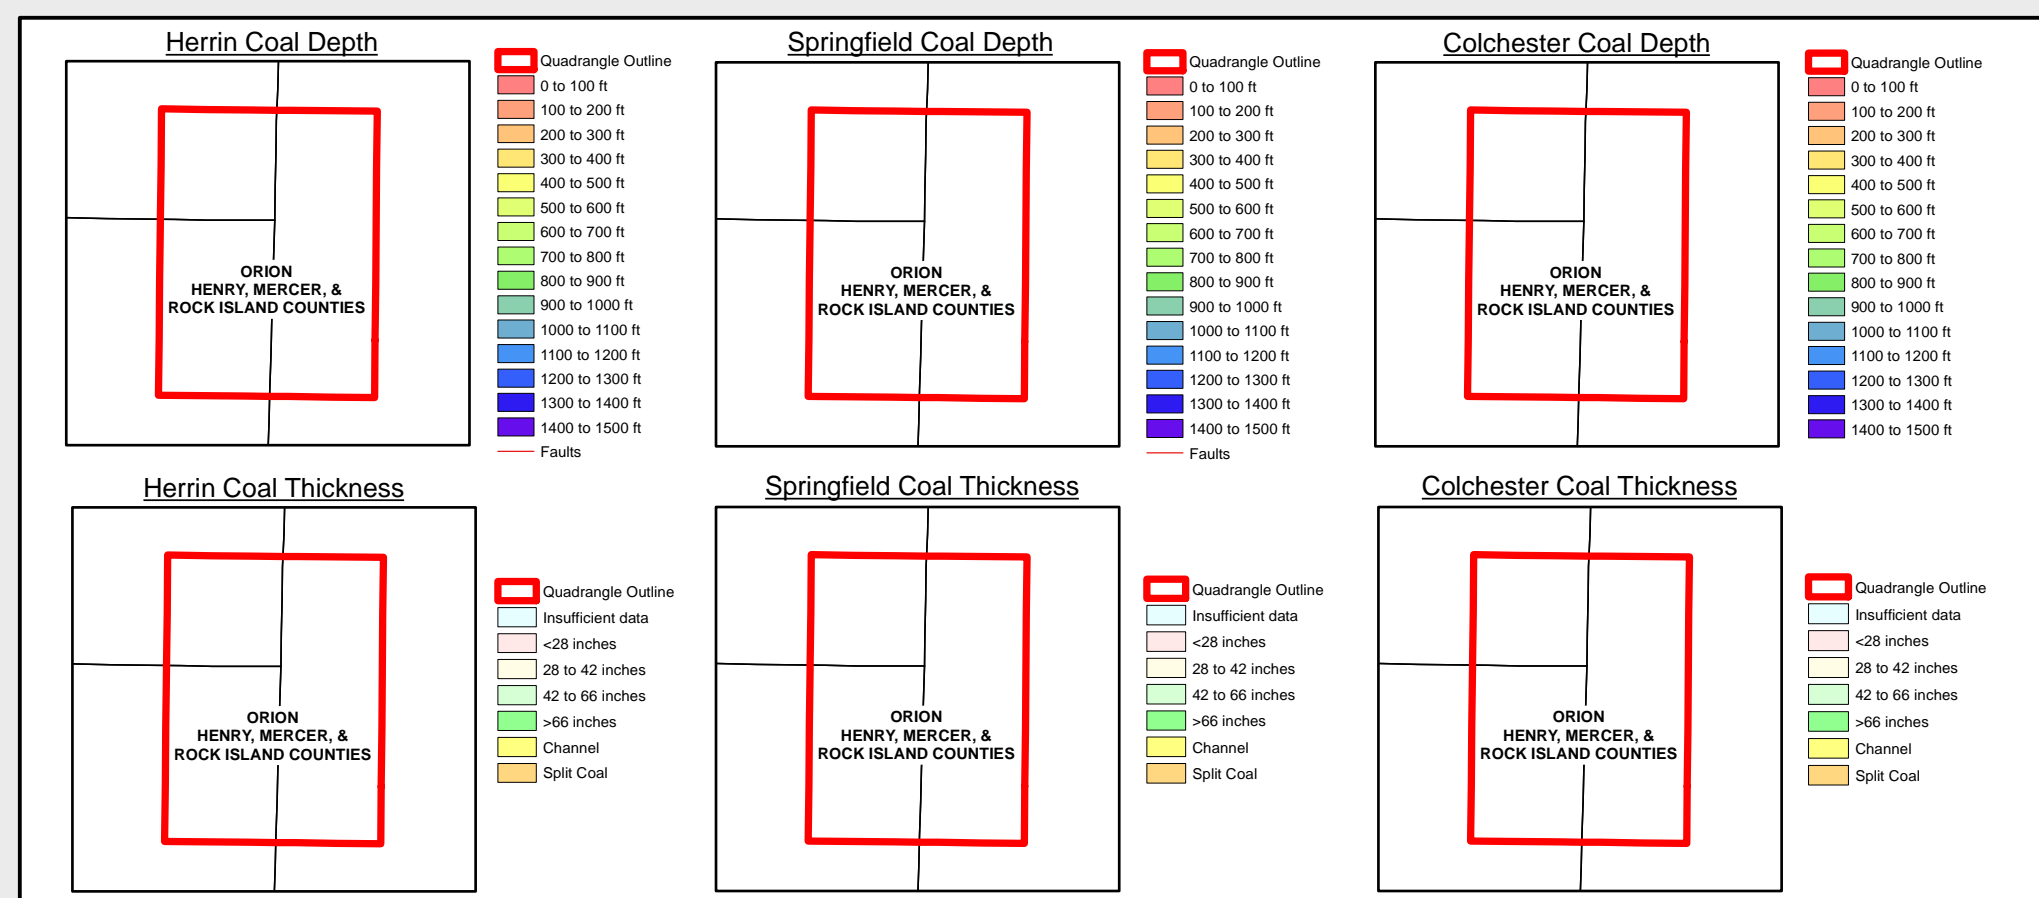 Herrin Coal Depth
ORION
HENRY, MERCER, &
ROCK ISLAND COUNTIES
Quadrangle Outline
0 to 100 ft
100 to 200 ft
200 to 300 ft
300 to 400 ft
400 to 500 ft
500 to 600 ft
600 to 700 ft
700 to 800 ft
800 to 900 ft
900 to 1000 ft
1000 to 1100 ft
1100 to 1200 ft
1200 to 1300 ft
1300 to 1400 ft
1400 to 1500 ft
Faults
Springfield Coal Depth
ORION
HENRY, MERCER, &
ROCK ISLAND COUNTIES
Quadrangle Outline
0 to 100 ft
100 to 200 ft
200 to 300 ft
300 to 400 ft
400 to 500 ft
500 to 600 ft
600 to 700 ft
700 to 800 ft
800 to 900 ft
900 to 1000 ft
1000 to 1100 ft
1100 to 1200 ft
1200 to 1300 ft
1300 to 1400 ft
1400 to 1500 ft
Faults
Colchester Coal Depth
ORION
HENRY, MERCER, &
ROCK ISLAND COUNTIES
Quadrangle Outline
0 to 100 ft
100 to 200 ft
200 to 300 ft
300 to 400 ft
400 to 500 ft
500 to 600 ft
600 to 700 ft
700 to 800 ft
800 to 900 ft
900 to 1000 ft
1000 to 1100 ft
1100 to 1200 ft
1200 to 1300 ft
1300 to 1400 ft
1400 to 1500 ft
Herrin Coal Thickness
ORION
HENRY, MERCER, &
ROCK ISLAND COUNTIES
Quadrangle Outline
Insufficient data
<28 inches
28 to 42 inches
42 to 66 inches
>66 inches
Channel
Split Coal
Springfield Coal Thickness
ORION
HENRY, MERCER, &
ROCK ISLAND COUNTIES
Quadrangle Outline
Insufficient data
<28 inches
28 to 42 inches
42 to 66 inches
>66 inches
Channel
Split Coal
Colchester Coal Thickness
ORION
HENRY, MERCER, &
ROCK ISLAND COUNTIES
Quadrangle Outline
Insufficient data
<28 inches
28 to 42 inches
42 to 66 inches
>66 inches
Channel
Split Coal